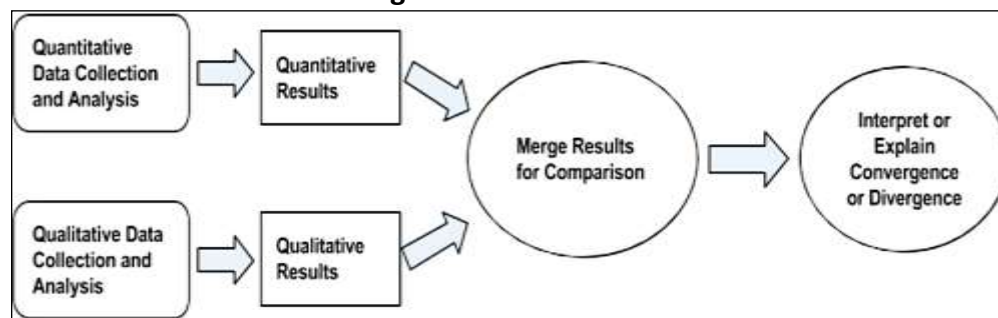 Quantitative
Data Collection
and Analysis
Quantitative
Results
Qualitative Data
Collection and
Analysis
Qualitative
Results
Merge Results
for Comparison
Interpret or
Explain
Convergence
or Divergence